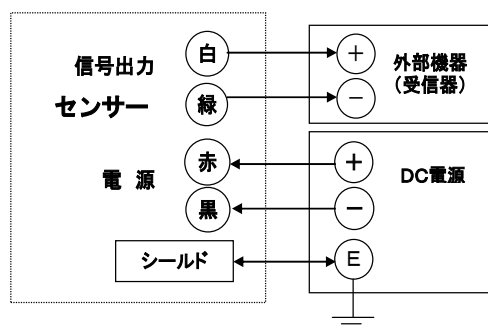 信号出力
センサー
電 源
白
緑
赤
黒
シールド
+
−
外部機器
(受信器)
+
−
E
DC電源